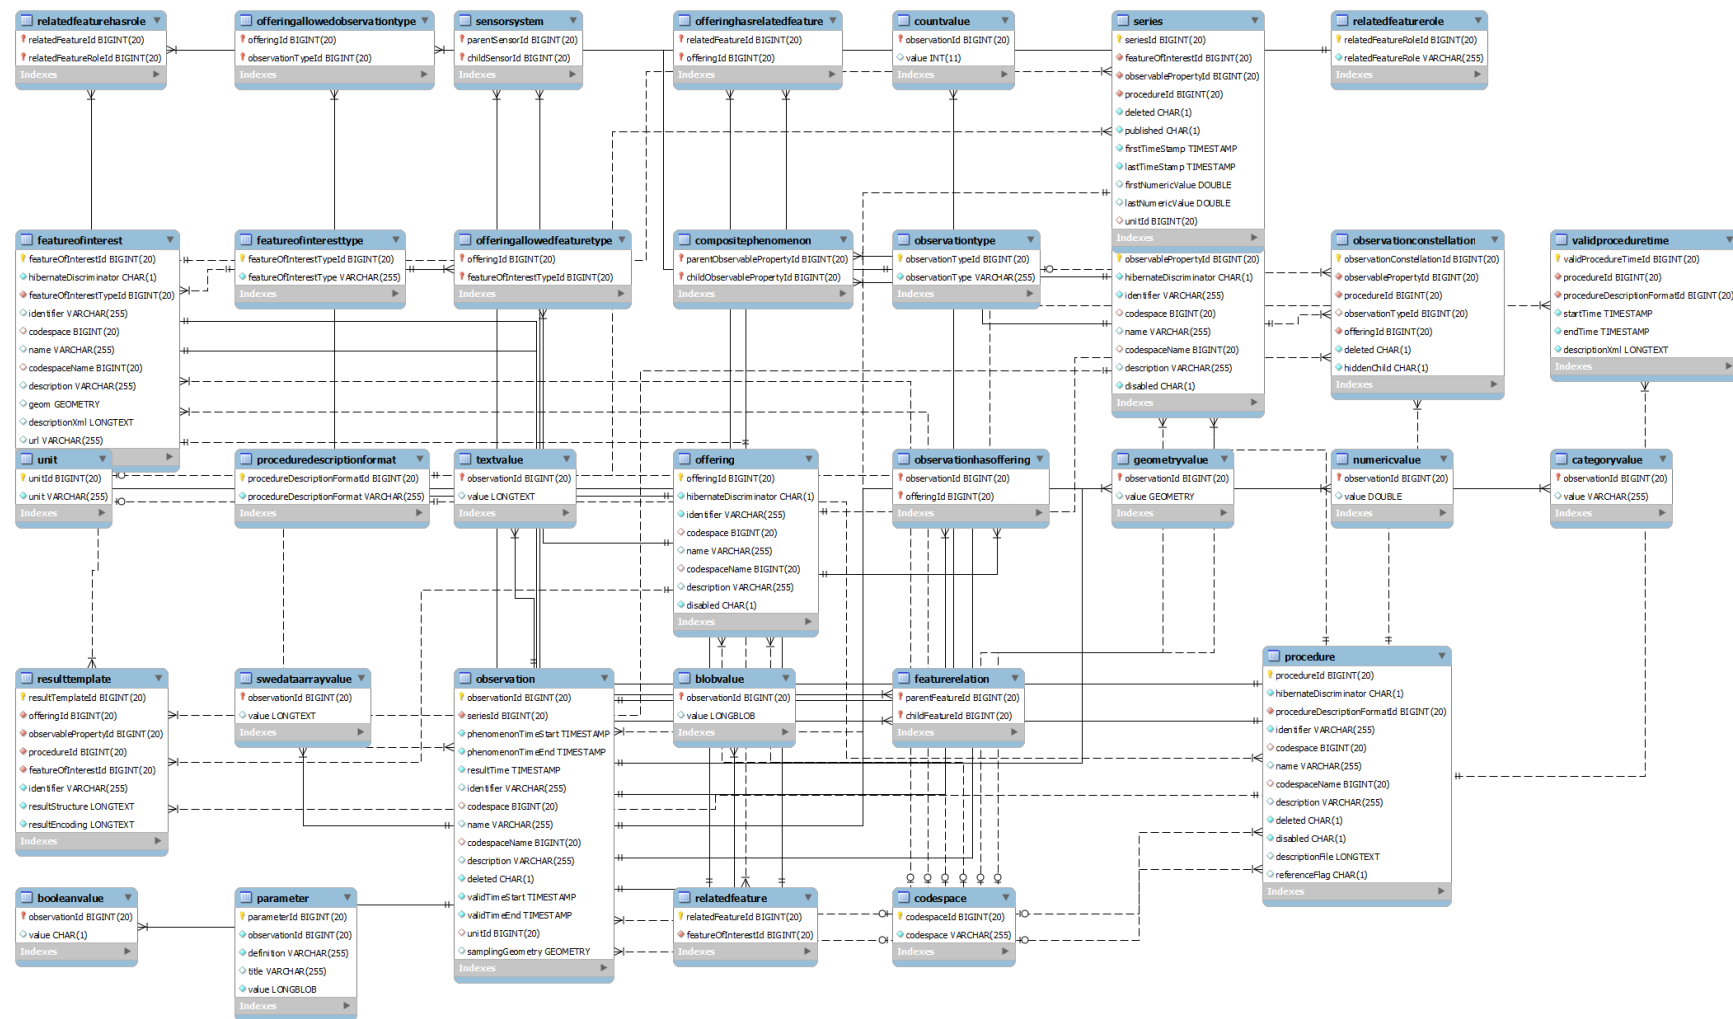 relatedfeaturehasrole
relatedFeatureId BIGINT(20)
relatedFeatureRoleId BIGINT(20)
Indexes
offeringallowedobservationtype
offeringId BIGINT(20)
observationTypeId BIGINT(20)
Indexes
sensorsystem
parentSensorId BIGINT(20)
childSensorId BIGINT(20)
Indexes
offeringhasrelatedfeature
relatedFeatureId BIGINT(20)
offeringId BIGINT(20)
Indexes
countvalue
observationId BIGINT(20)
value INT(11)
Indexes
series
seriesId BIGINT(20)
featureOfInterestId BIGINT(20)
observablePropertyId BIGINT(20)
procedureId BIGINT(20)
deleted CHAR(1)
published CHAR(1)
firstTimeStamp TIMESTAMP
lastTimeStamp TIMESTAMP
firstNumericValue DOUBLE
lastNumericValue DOUBLE
unitId BIGINT(20)
Indexes
relatedfeaturerole
relatedFeatureRoleId BIGINT(20)
relatedFeatureRole VARCHAR(255)
Indexes
featureofinterest
featureOfInterestId BIGINT(20)
hibernateDiscriminator CHAR(1)
featureOfInterestTypeId BIGINT(20)
identifier VARCHAR(255)
codespace BIGINT(20)
name VARCHAR(255)
codespaceName BIGINT(20)
description VARCHAR(255)
geom GEOMETRY
descriptionXml LONGTEXT
url VARCHAR(255)
featureofinteresttype
featureOfInterestTypeId BIGINT(20)
featureOfInterestType VARCHAR(255)
Indexes
offeringallowedfeaturetype
offeringId BIGINT(20)
featureOfInterestTypeId BIGINT(20)
Indexes
compositephenomenon
parentObservablePropertyId BIGINT(20)
childObservablePropertyId BIGINT(20)
Indexes
observationtype
observationTypeId BIGINT(20)
observationType VARCHAR(255)
Indexes
observablePropertyId BIGINT(20)
hibernateDiscriminator CHAR(1)
identifier VARCHAR(255)
codespace BIGINT(20)
name VARCHAR(255)
codespaceName BIGINT(20)
description VARCHAR(255)
disabled CHAR(1)
Indexes
observationconstellation
observationConstellationId BIGINT(20)
observablePropertyId BIGINT(20)
procedureId BIGINT(20)
observationTypeId BIGINT(20)
offeringId BIGINT(20)
deleted CHAR(1)
hiddenChild CHAR(1)
Indexes
validproceduretime
validProcedureTimeId BIGINT(20)
procedureId BIGINT(20)
procedureDescriptionFormatId BIGINT(20)
startTime TIMESTAMP
endTime TIMESTAMP
descriptionXml LONGTEXT
Indexes
unit
unitId BIGINT(20)
unit VARCHAR(255)
Indexes
proceduredescriptionformat
procedureDescriptionFormatId BIGINT(20)
procedureDescriptionFormat VARCHAR(255)
Indexes
textvalue
observationId BIGINT(20)
value LONGTEXT
Indexes
offering
offeringId BIGINT(20)
hibernateDiscriminator CHAR(1)
identifier VARCHAR(255)
codespace BIGINT(20)
name VARCHAR(255)
codespaceName BIGINT(20)
description VARCHAR(255)
disabled CHAR(1)
Indexes
observationhasoffering
observationId BIGINT(20)
offeringId BIGINT(20)
Indexes
geometryvalue
observationId BIGINT(20)
value GEOMETRY
Indexes
numericvalue
observationId BIGINT(20)
value DOUBLE
Indexes
categoryvalue
observationId BIGINT(20)
value VARCHAR(255)
Indexes
resulttemplate
resultTemplateId BIGINT(20)
offeringId BIGINT(20)
observablePropertyId BIGINT(20)
procedureId BIGINT(20)
featureOfInterestId BIGINT(20)
identifier VARCHAR(255)
resultStructure LONGTEXT
resultEncoding LONGTEXT
Indexes
swedataarrayvalue
observationId BIGINT(20)
value LONGTEXT
Indexes
observation
observationId BIGINT(20)
seriesId BIGINT(20)
phenomenonTimeStart TIMESTAMP
phenomenonTimeEnd TIMESTAMP
resultTime TIMESTAMP
identifier VARCHAR(255)
codespace BIGINT(20)
name VARCHAR(255)
codespaceName BIGINT(20)
description VARCHAR(255)
deleted CHAR(1)
validTimeStart TIMESTAMP
validTimeEnd TIMESTAMP
unitId BIGINT(20)
samplingGeometry GEOMETRY
Indexes
blobvalue
observationId BIGINT(20)
value LONGBLOB
Indexes
featurerelation
parentFeatureId BIGINT(20)
childFeatureId BIGINT(20)
Indexes
procedure
procedureId BIGINT(20)
hibernateDiscriminator CHAR(1)
procedureDescriptionFormatId BIGINT(20)
identifier VARCHAR(255)
codespace BIGINT(20)
name VARCHAR(255)
codespaceName BIGINT(20)
description VARCHAR(255)
deleted CHAR(1)
disabled CHAR(1)
descriptionFile LONGTEXT
referenceFlag CHAR(1)
Indexes
booleanvalue
observationId BIGINT(20)
value CHAR(1)
Indexes
parameter
parameterId BIGINT(20)
observationId BIGINT(20)
definition VARCHAR(255)
title VARCHAR(255)
value LONGBLOB
Indexes
relatedfeature
relatedFeatureId BIGINT(20)
featureOfInterestId BIGINT(20)
Indexes
codespace
codespaceId BIGINT(20)
codespace VARCHAR(255)
Indexes